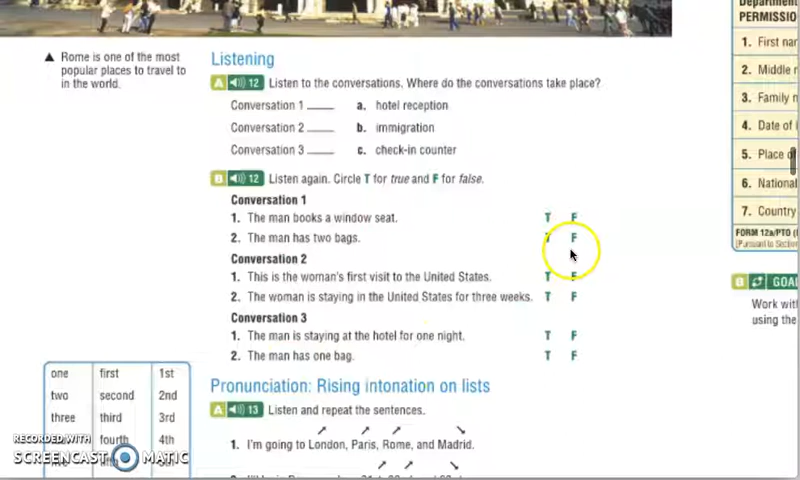 ▲ Rome is one of the most
popular places to travel to
in the world.
Listening
A 12 Listen to the conversations. Where do the conversations take place?
Conversation 1 ____ a. hotel reception
Conversation 2 ____ b. immigration
Conversation 3 ____ c. check-in counter
B 12 Listen again. Circle T for true and F for false.
Conversation 1
1. The man books a window seat. T F
2. The man has two bags. T F
Conversation 2
1. This is the woman's first visit to the United States. T F
2. The woman is staying in the United States for three weeks. T F
Conversation 3
1. The man is staying at the hotel for one night. T F
2. The man has one bag. T F
Pronunciation: Rising intonation on lists
A 13 Listen and repeat the sentences.
1. I'm going to London, Paris, Rome, and Madrid.
one first 1st
two second 2nd
three third 3rd
fourth 4th
RECORDED WITH
SCREENCAST MATIC
PERMISSIO
1. First nar
2. Middle r
3. Family n
4. Date of
5. Place of
6. National
7. Country
FORM 12a/PTO
(Pursuant to Section
B GOA
Work wit
using the